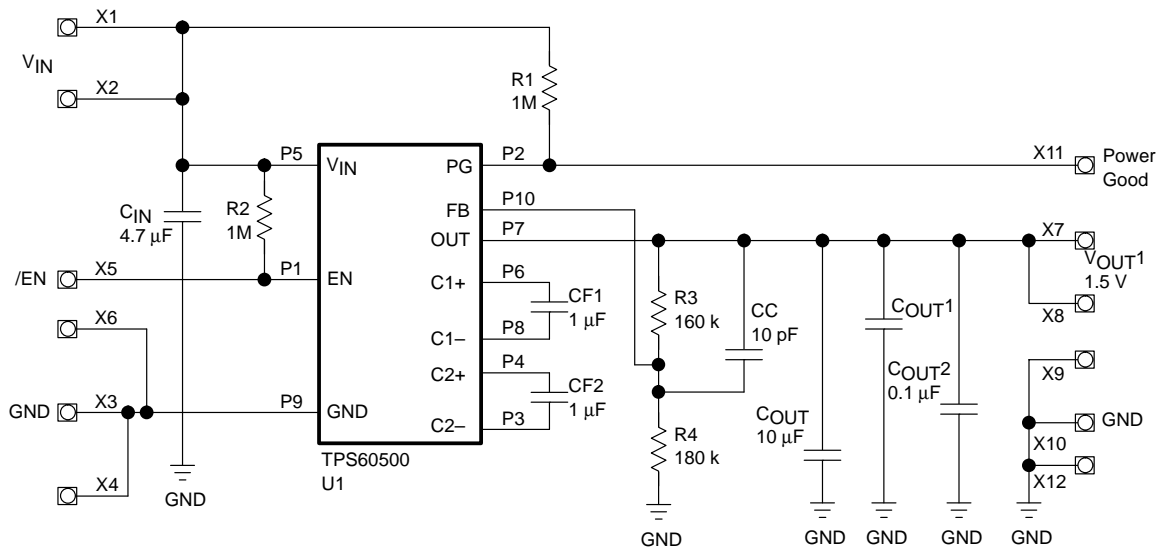 X1
VIN
X2
R1
1M
P5
VIN
PG
P2
X11
Power
Good
P10
FB
CIN
4.7 µF
R2
1M
OUT
P7
X7
VOUT1
1.5 V
/EN
X5
P1
EN
C1+
P6
CF1
1 µF
R3
160 k
CC
10 pF
COUT1
X8
X6
C1–
P8
C2+
P4
CF2
1 µF
COUT2
0.1 µF
X9
GND
X3
P9
GND
C2–
P3
R4
180 k
COUT
10 µF
GND
X10
X12
TPS60500
U1
X4
GND
GND
GND
GND
GND
GND